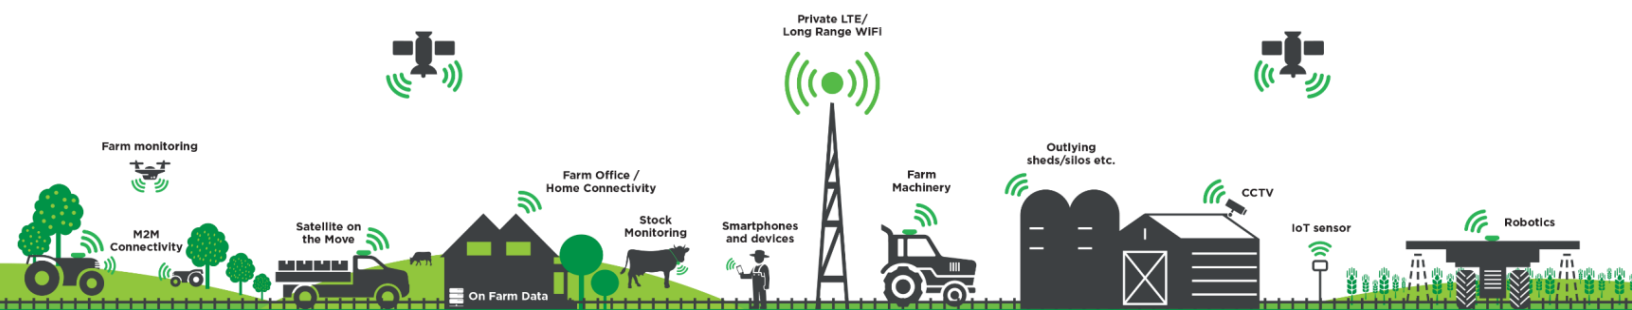 Private LTE/
Long Range WiFi
Farm monitoring
Outlying
sheds/silos etc.
Farm Office /
Home Connectivity
Farm
Machinery
CCTV
M2M
Connectivity
Satellite on
the Move
Stock
Monitoring
Smartphones
and devices
IoT sensor
Robotics
On Farm Data